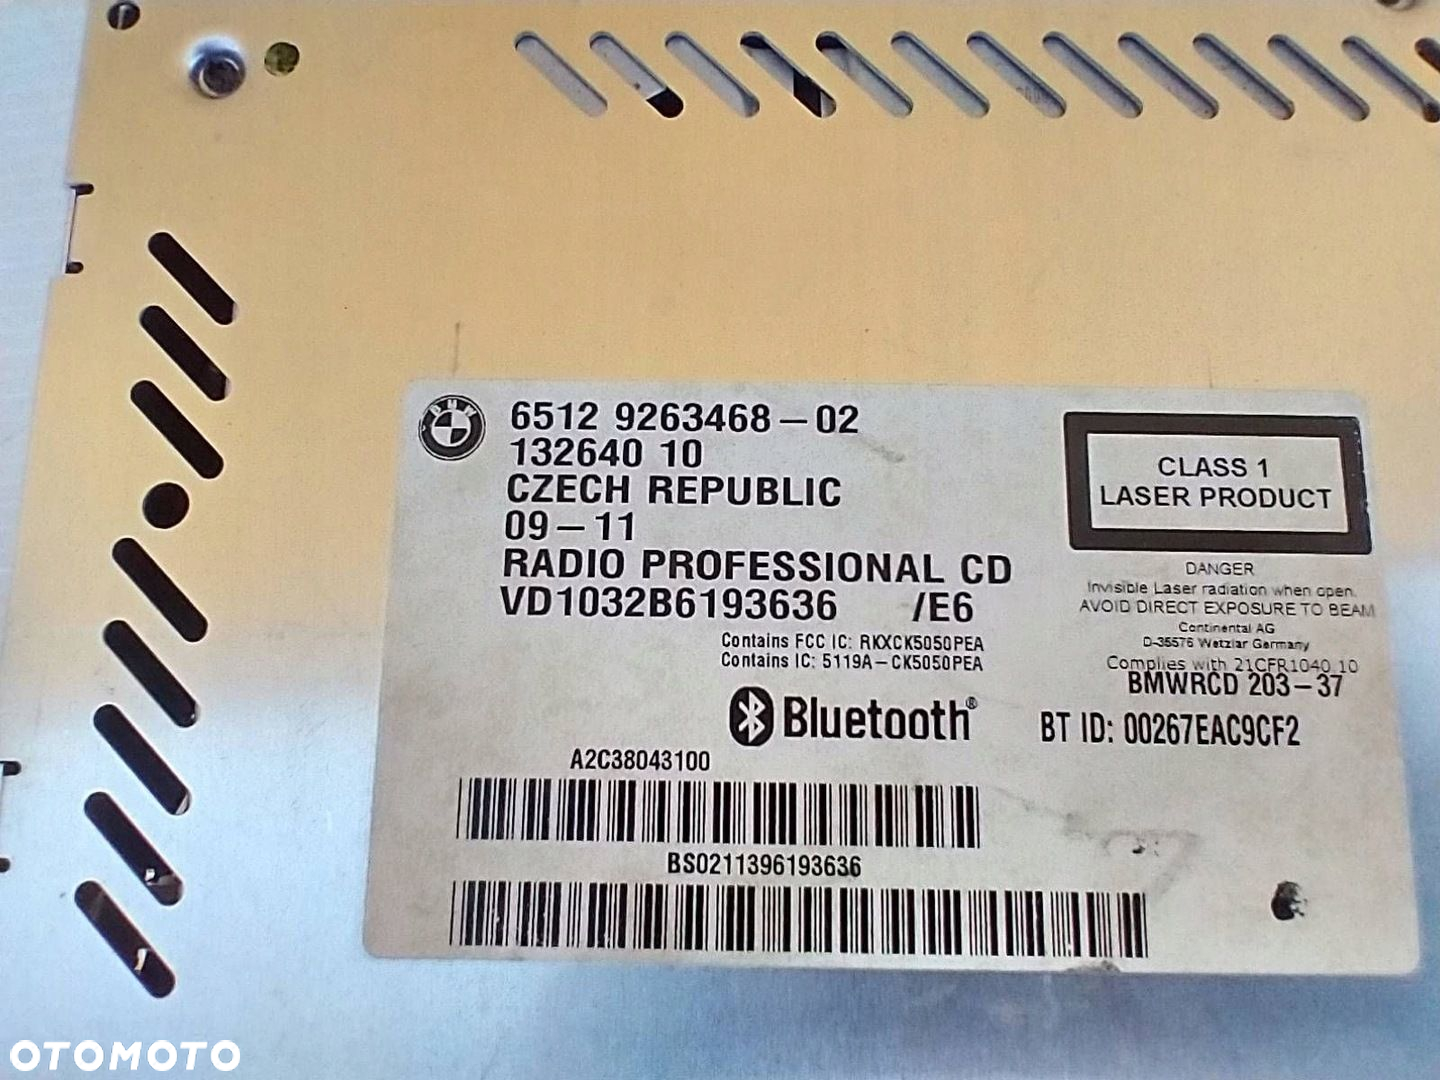 BMW
6512 9263468-02
132640 10
CZECH REPUBLIC
09-11
RADIO PROFESSIONAL CD
VD1032B6193636 /E6
Contains FCC IC: RKXCK5050PEA
Contains IC: 5119A-CK5050PEA
Bluetooth®
A2C38043100
BS0211396193636
CLASS 1
LASER PRODUCT
DANGER
Invisible Laser radiation when open.
AVOID DIRECT EXPOSURE TO BEAM
Continental AG
D-35576 Wetzlar Germany
Complies with 21CFR1040.10
BMWRCD 203-37
BT ID: 00267EAC9CF2
OTOMOTO